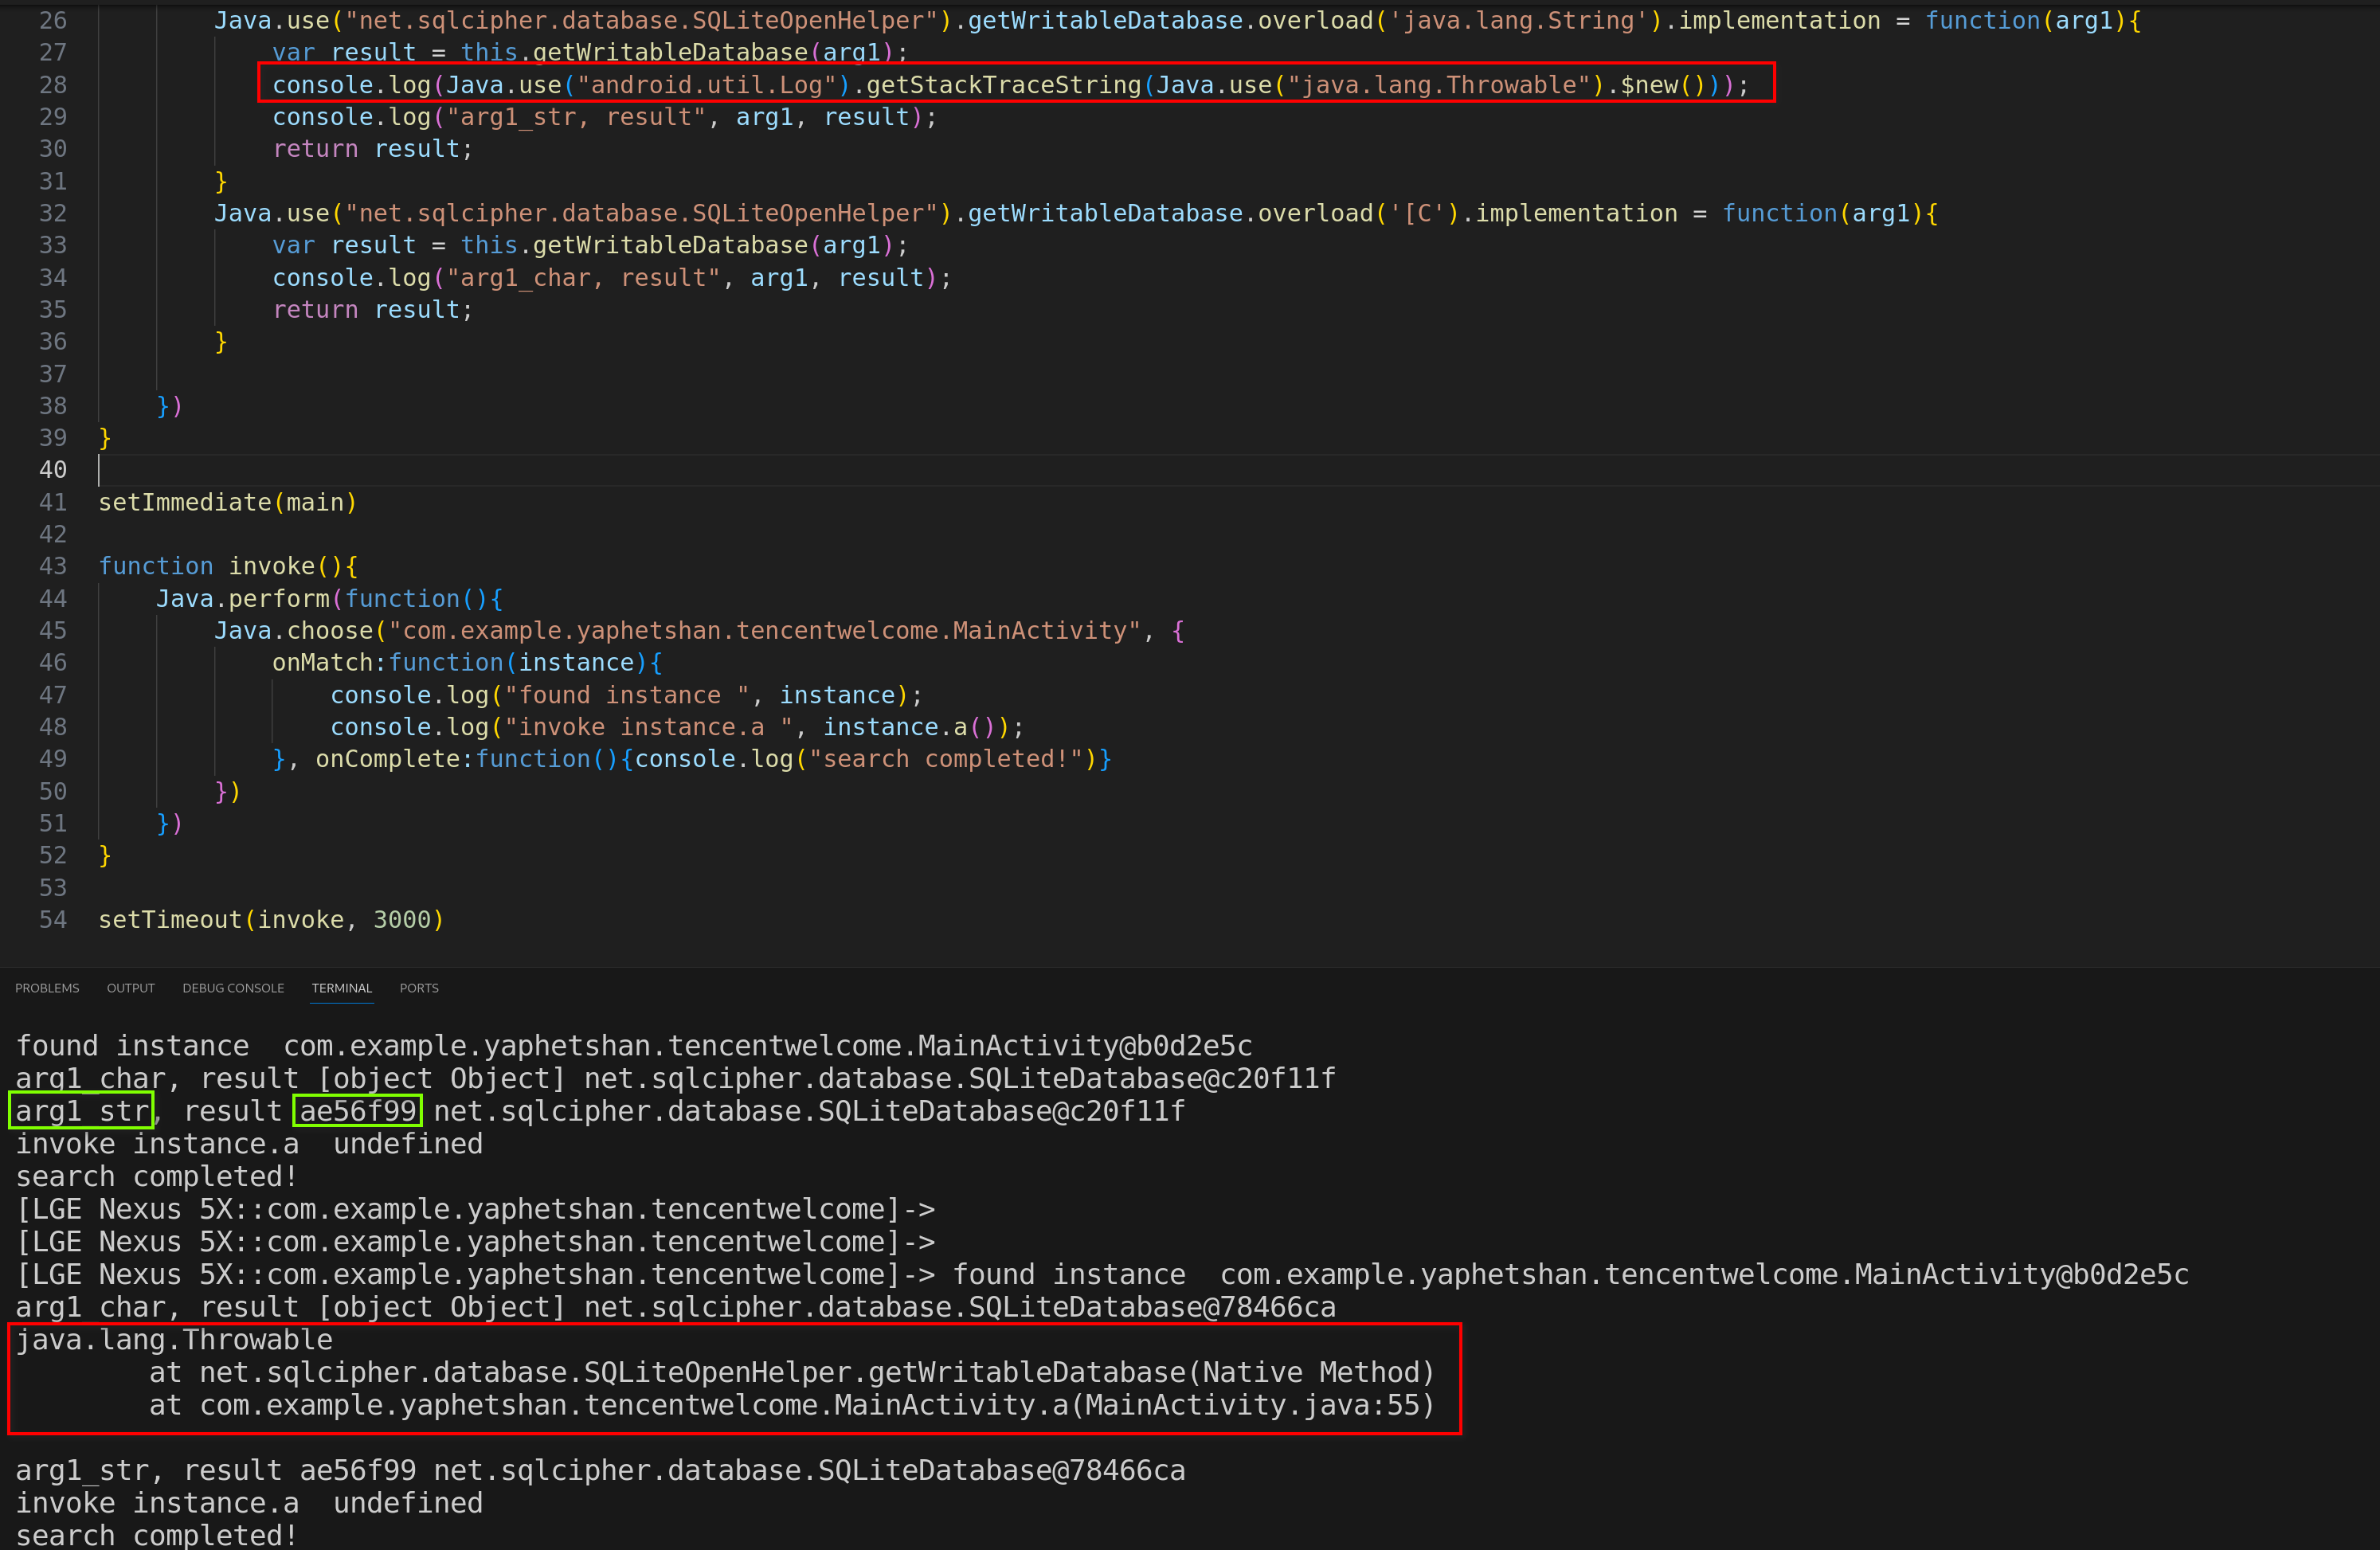 26 Java.use("net.sqlcipher.database.SQLiteOpenHelper").getWritableDatabase.overload('java.lang.String').implementation = function(arg1){
27 var result = this.getWritableDatabase(arg1);
28 console.log(Java.use("android.util.Log").getStackTraceString(Java.use("java.lang.Throwable").$new()));
29 console.log("arg1_str, result", arg1, result);
30 return result;
31 }
32 Java.use("net.sqlcipher.database.SQLiteOpenHelper").getWritableDatabase.overload('[C').implementation = function(arg1){
33 var result = this.getWritableDatabase(arg1);
34 console.log("arg1_char, result", arg1, result);
35 return result;
36 }
37
38 })
39 }
40
41 setImmediate(main)
42
43 function invoke(){
44 Java.perform(function(){
45 Java.choose("com.example.yaphetshan.tencentwelcome.MainActivity", {
46 onMatch:function(instance){
47 console.log("found instance ", instance);
48 console.log("invoke instance.a ", instance.a());
49 }, onComplete:function(){console.log("search completed!")}
50 })
51 })
52 }
53
54 setTimeout(invoke, 3000)
PROBLEMS OUTPUT DEBUG CONSOLE TERMINAL PORTS
found instance  com.example.yaphetshan.tencentwelcome.MainActivity@b0d2e5c
arg1_char, result [object Object] net.sqlcipher.database.SQLiteDatabase@c20f11f
arg1_str, result ae56f99 net.sqlcipher.database.SQLiteDatabase@c20f11f
invoke instance.a  undefined
search completed!
[LGE Nexus 5X::com.example.yaphetshan.tencentwelcome]->
[LGE Nexus 5X::com.example.yaphetshan.tencentwelcome]->
[LGE Nexus 5X::com.example.yaphetshan.tencentwelcome]-> found instance  com.example.yaphetshan.tencentwelcome.MainActivity@b0d2e5c
arg1_char, result [object Object] net.sqlcipher.database.SQLiteDatabase@78466ca
java.lang.Throwable
at net.sqlcipher.database.SQLiteOpenHelper.getWritableDatabase(Native Method)
at com.example.yaphetshan.tencentwelcome.MainActivity.a(MainActivity.java:55)
arg1_str, result ae56f99 net.sqlcipher.database.SQLiteDatabase@78466ca
invoke instance.a  undefined
search completed!